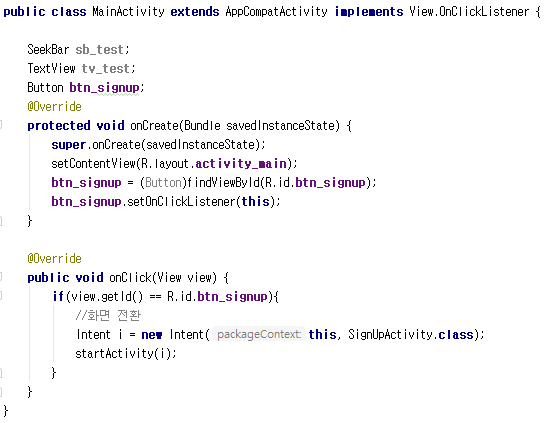 public class MainActivity extends AppCompatActivity implements View.OnClickListener {
SeekBar sb_test;
TextView tv_test;
Button btn_signup;
@Override
protected void onCreate(Bundle savedInstanceState) {
super.onCreate(savedInstanceState);
setContentView(R.layout.activity_main);
btn_signup = (Button)findViewById(R.id.btn_signup);
btn_signup.setOnClickListener(this);
}
@Override
public void onClick(View view) {
if(view.getId() == R.id.btn_signup){
//화면 전환
Intent i = new Intent( packageContext: this, SignUpActivity.class);
startActivity(i);
}
}
}